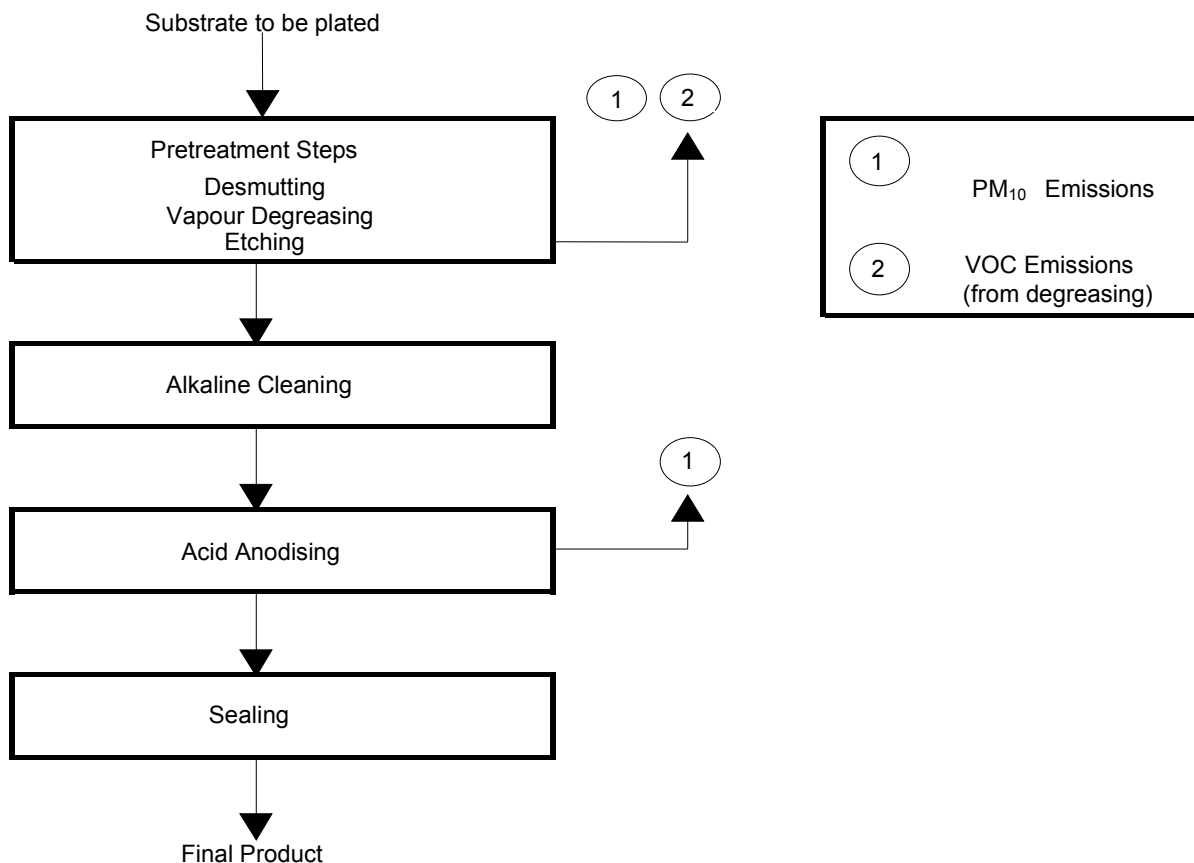 Substrate to be plated
1 2
Pretreatment Steps
Desmutting
Vapour Degreasing
Etching
1
PM₁₀ Emissions
2
VOC Emissions
(from degreasing)
Alkaline Cleaning
1
Acid Anodising
Sealing
Final Product